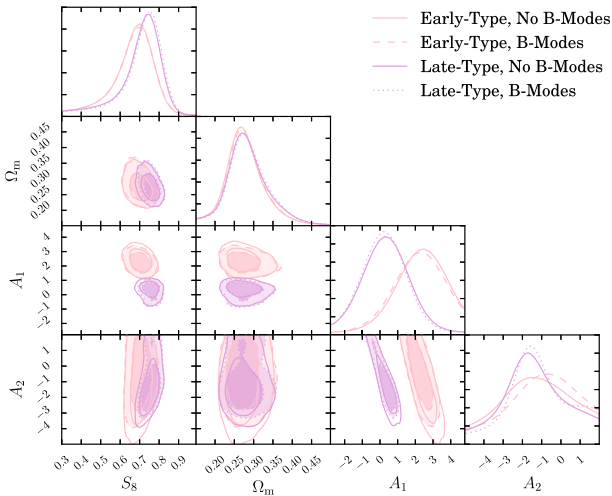 Early-Type, No B-Modes
Early-Type, B-Modes
Late-Type, No B-Modes
Late-Type, B-Modes
Ωm
0.45
0.40
0.35
0.30
0.25
0.20
A1
4
3
2
1
0
−1
−2
A2
1
0
−1
−2
−3
−4
0.3 0.4 0.5 0.6 0.7 0.8 0.9
0.20 0.25 0.30 0.35 0.40 0.45
−2 −1 0 1 2 3 4
−4 −3 −2 −1 0 1
S8
Ωm
A1
A2